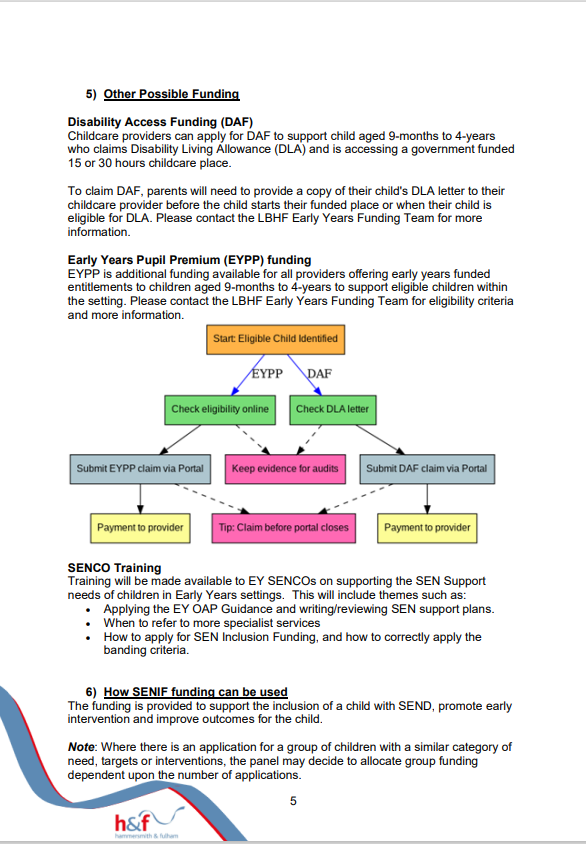 5) Other Possible Funding
Disability Access Funding (DAF)
Childcare providers can apply for DAF to support child aged 9-months to 4-years
who claims Disability Living Allowance (DLA) and is accessing a government funded
15 or 30 hours childcare place.
To claim DAF, parents will need to provide a copy of their child's DLA letter to their
childcare provider before the child starts their funded place or when their child is
eligible for DLA. Please contact the LBHF Early Years Funding Team for more
information.
Early Years Pupil Premium (EYPP) funding
EYPP is additional funding available for all providers offering early years funded
entitlements to children aged 9-months to 4-years to support eligible children within
the setting. Please contact the LBHF Early Years Funding Team for eligibility criteria
and more information.
Start: Eligible Child Identified
EYPP DAF
Check eligibility online Check DLA letter
Submit EYPP claim via Portal Keep evidence for audits Submit DAF claim via Portal
Payment to provider Tip: Claim before portal closes Payment to provider
SENCO Training
Training will be made available to EY SENCOs on supporting the SEN Support
needs of children in Early Years settings. This will include themes such as:
• Applying the EY OAP Guidance and writing/reviewing SEN support plans.
• When to refer to more specialist services
• How to apply for SEN Inclusion Funding, and how to correctly apply the
banding criteria.
6) How SENIF funding can be used
The funding is provided to support the inclusion of a child with SEND, promote early
intervention and improve outcomes for the child.
Note: Where there is an application for a group of children with a similar category of
need, targets or interventions, the panel may decide to allocate group funding
dependent upon the number of applications.
5
h&f
hammersmith & fulham